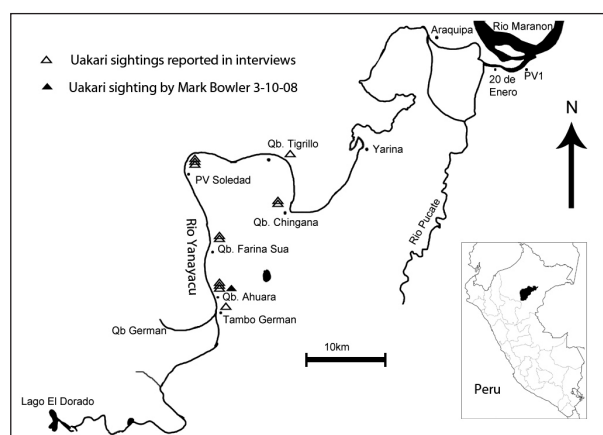 Uakari sightings reported in interviews
Uakari sighting by Mark Bowler 3-10-08
Araquipa
Rio Maranon
20 de
Enero
PV1
N
Qb. Tigrillo
Yarina
PV Soledad
Qb. Chingana
Rio Pucate
Rio Yanayacu
Qb. Farina Sua
Qb. Ahuara
Tambo German
Qb German
10km
Lago El Dorado
Peru